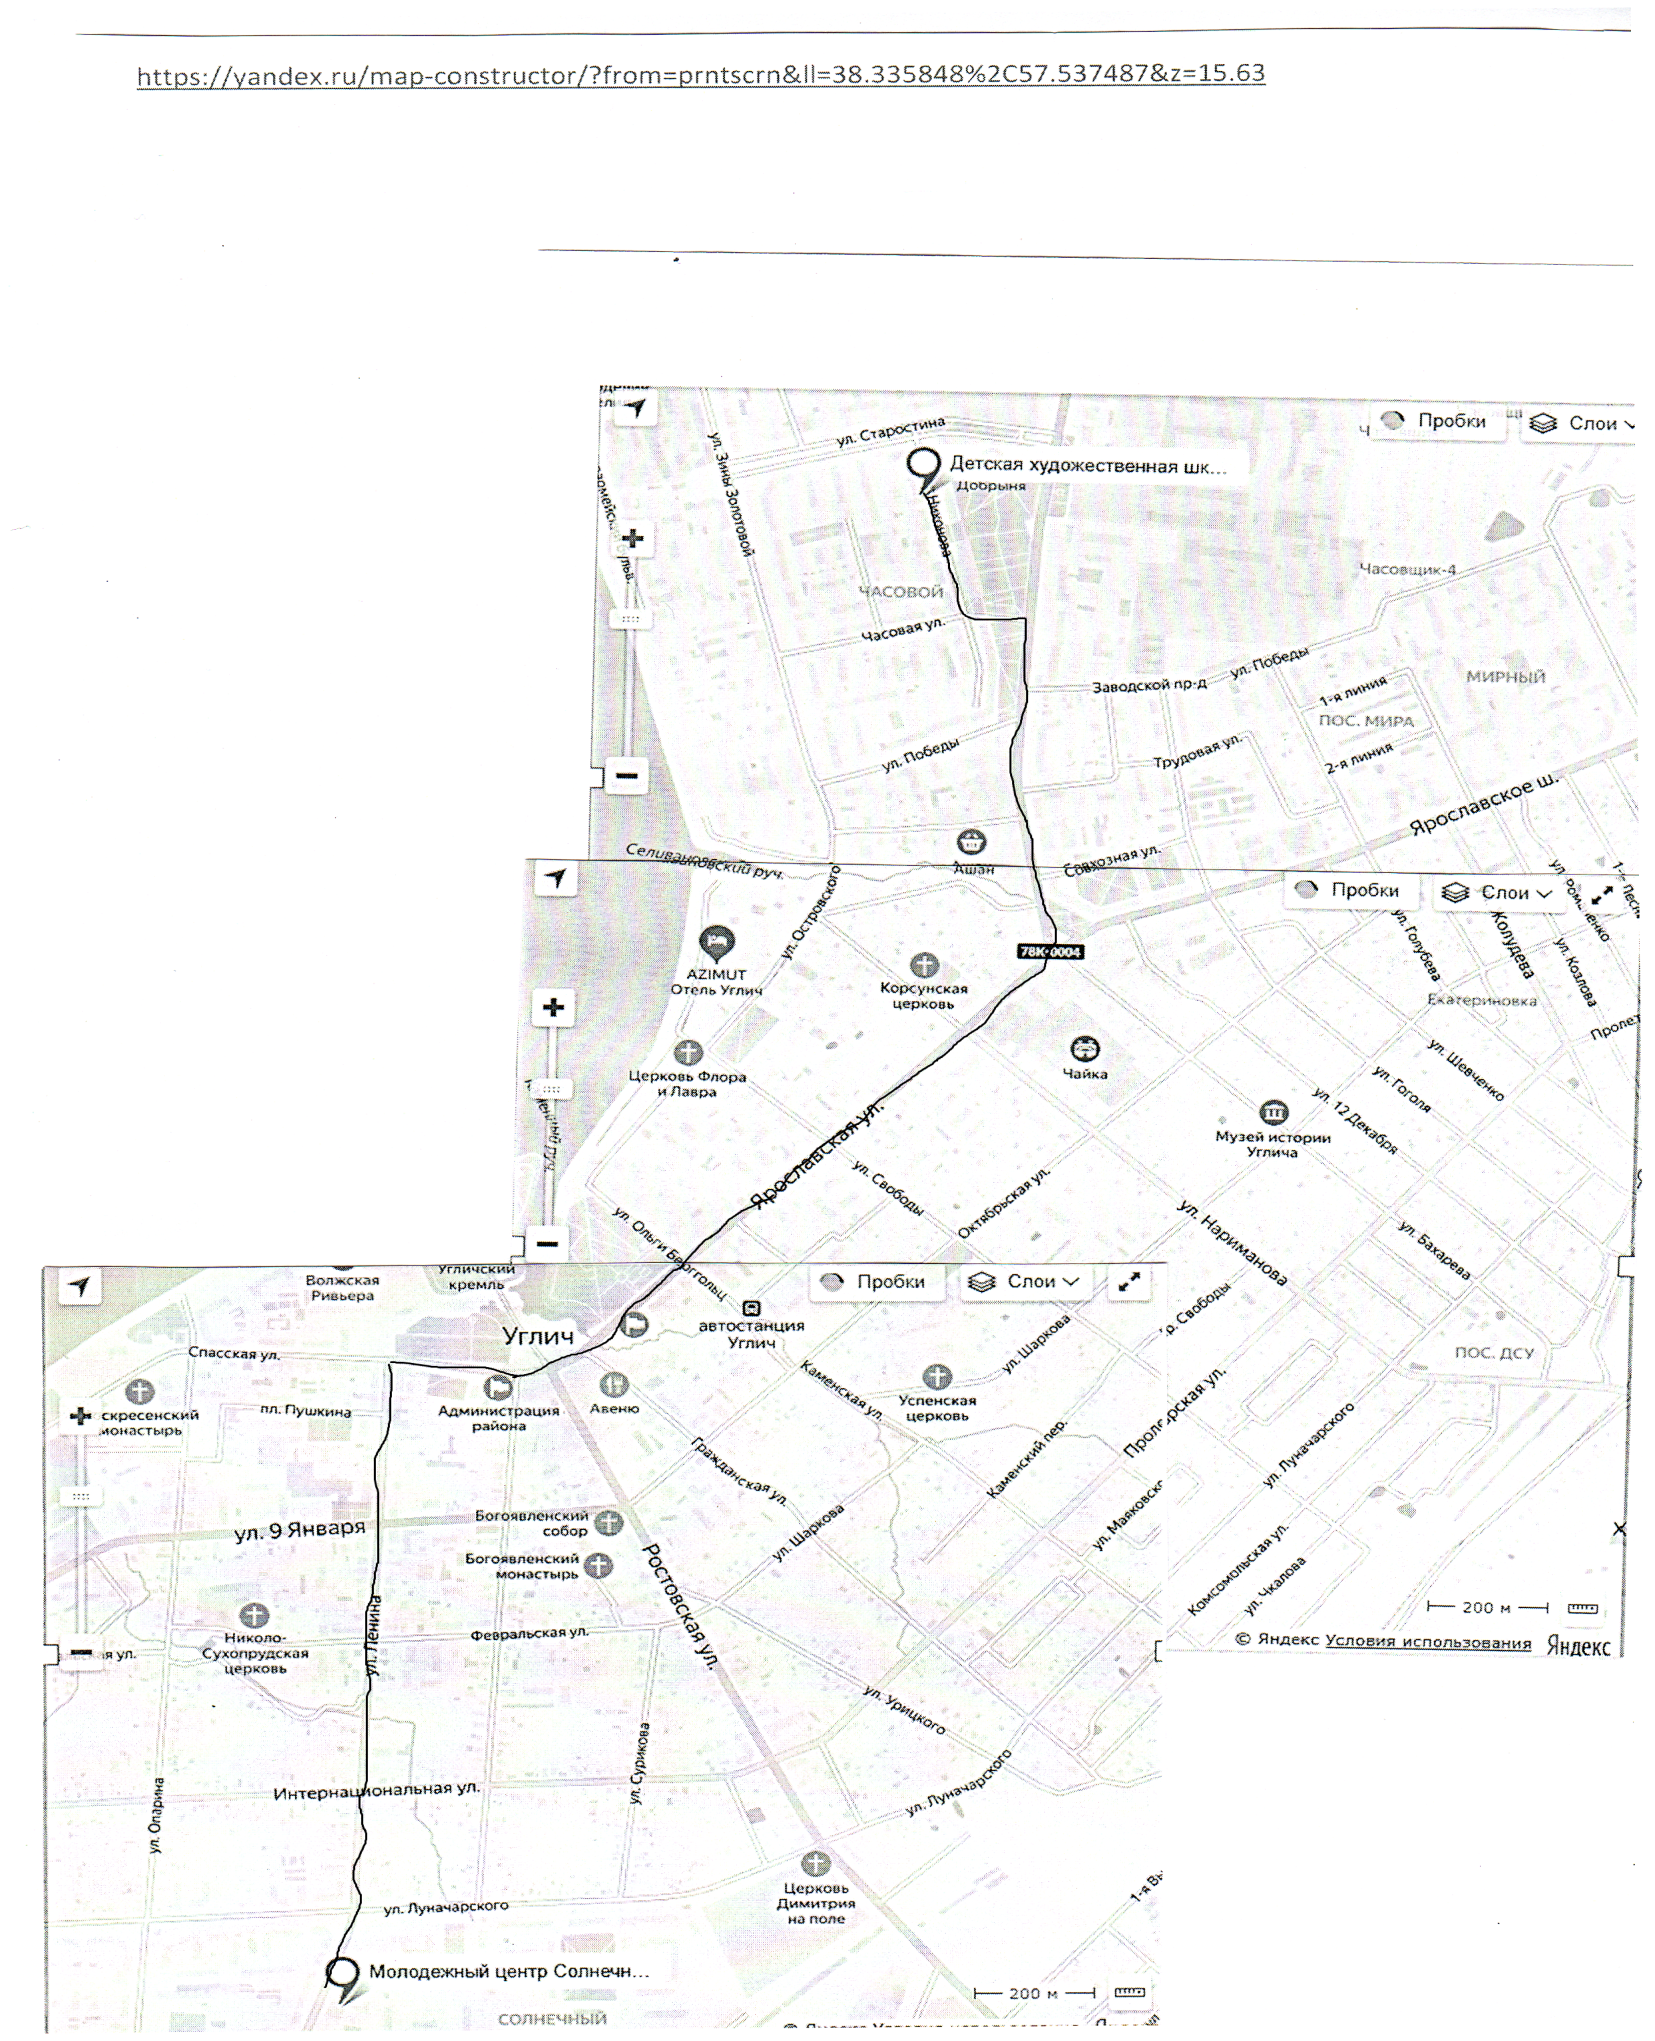 https://yandex.ru/map-constructor/?from=prntscrn&ll=38.335848%2C57.537487&z=15.63
Пробки
Слои
ул. Старостина
ул. Зины Золотовой
Детская художественная шк...
Добрыня
Никонова
Часовщик-4
ЧАСОВОЙ
Часовая ул.
ул. Победы
Заводской пр-д
1-я линия
МИРНЫЙ
ПОС. МИРА
ул. Победы
Трудовая ул.
2-я линия
Ярославское ш.
Селивановский руч.
Ашан
Совхозная ул.
Пробки
Слои
ул. Островского
ул. Голубева
Колудева
ул. Козлова
78К-0004
AZIMUT
Отель Углич
Корсунская
церковь
Екатериновка
Церковь Флора
и Лавра
Чайка
ул. Шевченко
ул. Гоголя
ул. 12 Декабря
Музей истории
Углича
Ярославская ул.
ул. Свободы
Октябрьская ул.
ул. Нариманова
ул. Бахарева
ул. Ольги Берггольц
Волжская
Ривьера
Угличский
кремль
Пробки
Слои
автостанция
Углич
Углич
ул. Шаркова
ПОС. ДСУ
Спасская ул.
Каменская ул.
Успенская
церковь
скресенский
монастырь
пл. Пушкина
Администрация
района
Авеню
Гражданская ул.
Каменский пер.
ул. Луначарского
ул. 9 Января
Богоявленский
собор
Богоявленский
монастырь
ул. Шаркова
Ростовская ул.
Комсомольская ул.
ул. Чкалова
200 м
© Яндекс Условия использования Яндекс
Николо-
Сухопрудская
церковь
ул. Ленина
Февральская ул.
ул. Урицкого
ул. Сурикова
Интернациональная ул.
ул. Опарина
ул. Луначарского
Церковь
Димитрия
на поле
ул. Луначарского
Молодежный центр Солнечн...
200 м
СОЛНЕЧНЫЙ